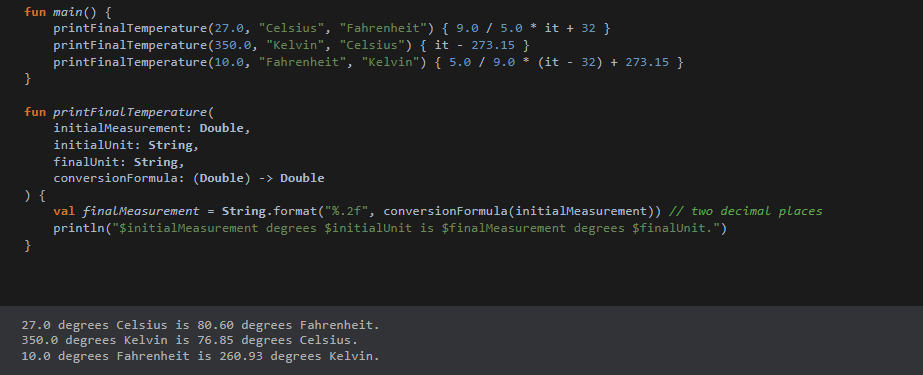 fun main() {
    printFinalTemperature(27.0, "Celsius", "Fahrenheit") { 9.0 / 5.0 * it + 32 }
    printFinalTemperature(350.0, "Kelvin", "Celsius") { it - 273.15 }
    printFinalTemperature(10.0, "Fahrenheit", "Kelvin") { 5.0 / 9.0 * (it - 32) + 273.15 }
}
fun printFinalTemperature(
    initialMeasurement: Double,
    initialUnit: String,
    finalUnit: String,
    conversionFormula: (Double) -> Double
) {
    val finalMeasurement = String.format("%.2f", conversionFormula(initialMeasurement)) // two decimal places
    println("$initialMeasurement degrees $initialUnit is $finalMeasurement degrees $finalUnit.")
}
27.0 degrees Celsius is 80.60 degrees Fahrenheit.
350.0 degrees Kelvin is 76.85 degrees Celsius.
10.0 degrees Fahrenheit is 260.93 degrees Kelvin.